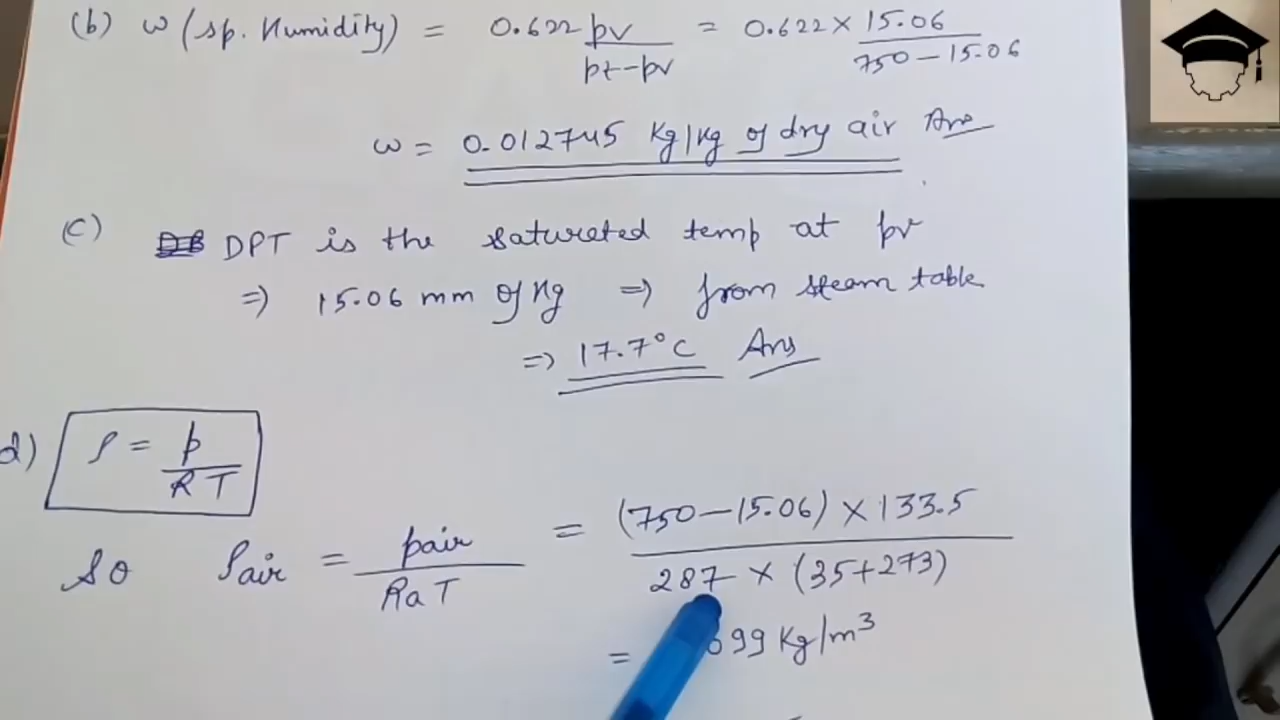 (b) ω (sp. Humidity) = 0.622 pv / pt-pv = 0.622 × 15.06 / 750 - 15.06
ω = 0.012745 Kg/Kg of dry air Ans
(c) DPT is the saturated temp at pv
=> 15.06 mm of Hg => from steam table
=> 17.7°C Ans
d) ρ = p / RT
So ρair = pair / RaT = (750-15.06) × 133.5 / 287 × (35+273)
= 099 Kg/m³